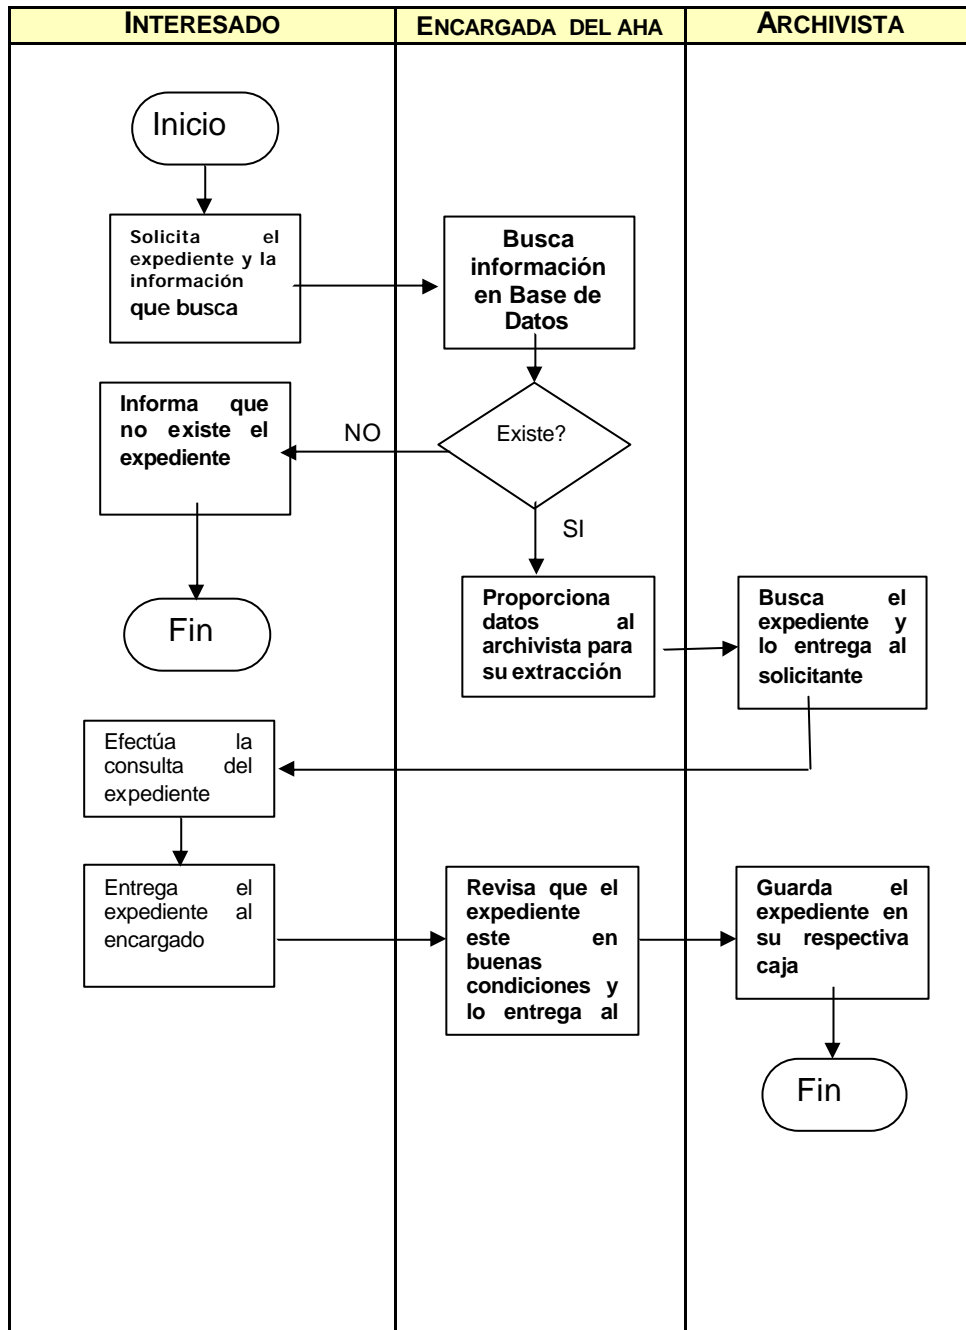 INTERESADO
ENCARGADA DEL AHA
ARCHIVISTA
Inicio
Solicita el
expediente y la
información
que busca
Busca
información
en Base de
Datos
Existe?
NO
Informa que
no existe el
expediente
Fin
SI
Proporciona
datos al
archivista para
su extracción
Busca el
expediente y
lo entrega al
solicitante
Efectúa la
consulta del
expediente
Entrega el
expediente al
encargado
Revisa que el
expediente
este en
buenas
condiciones y
lo entrega al
Guarda el
expediente en
su respectiva
caja
Fin